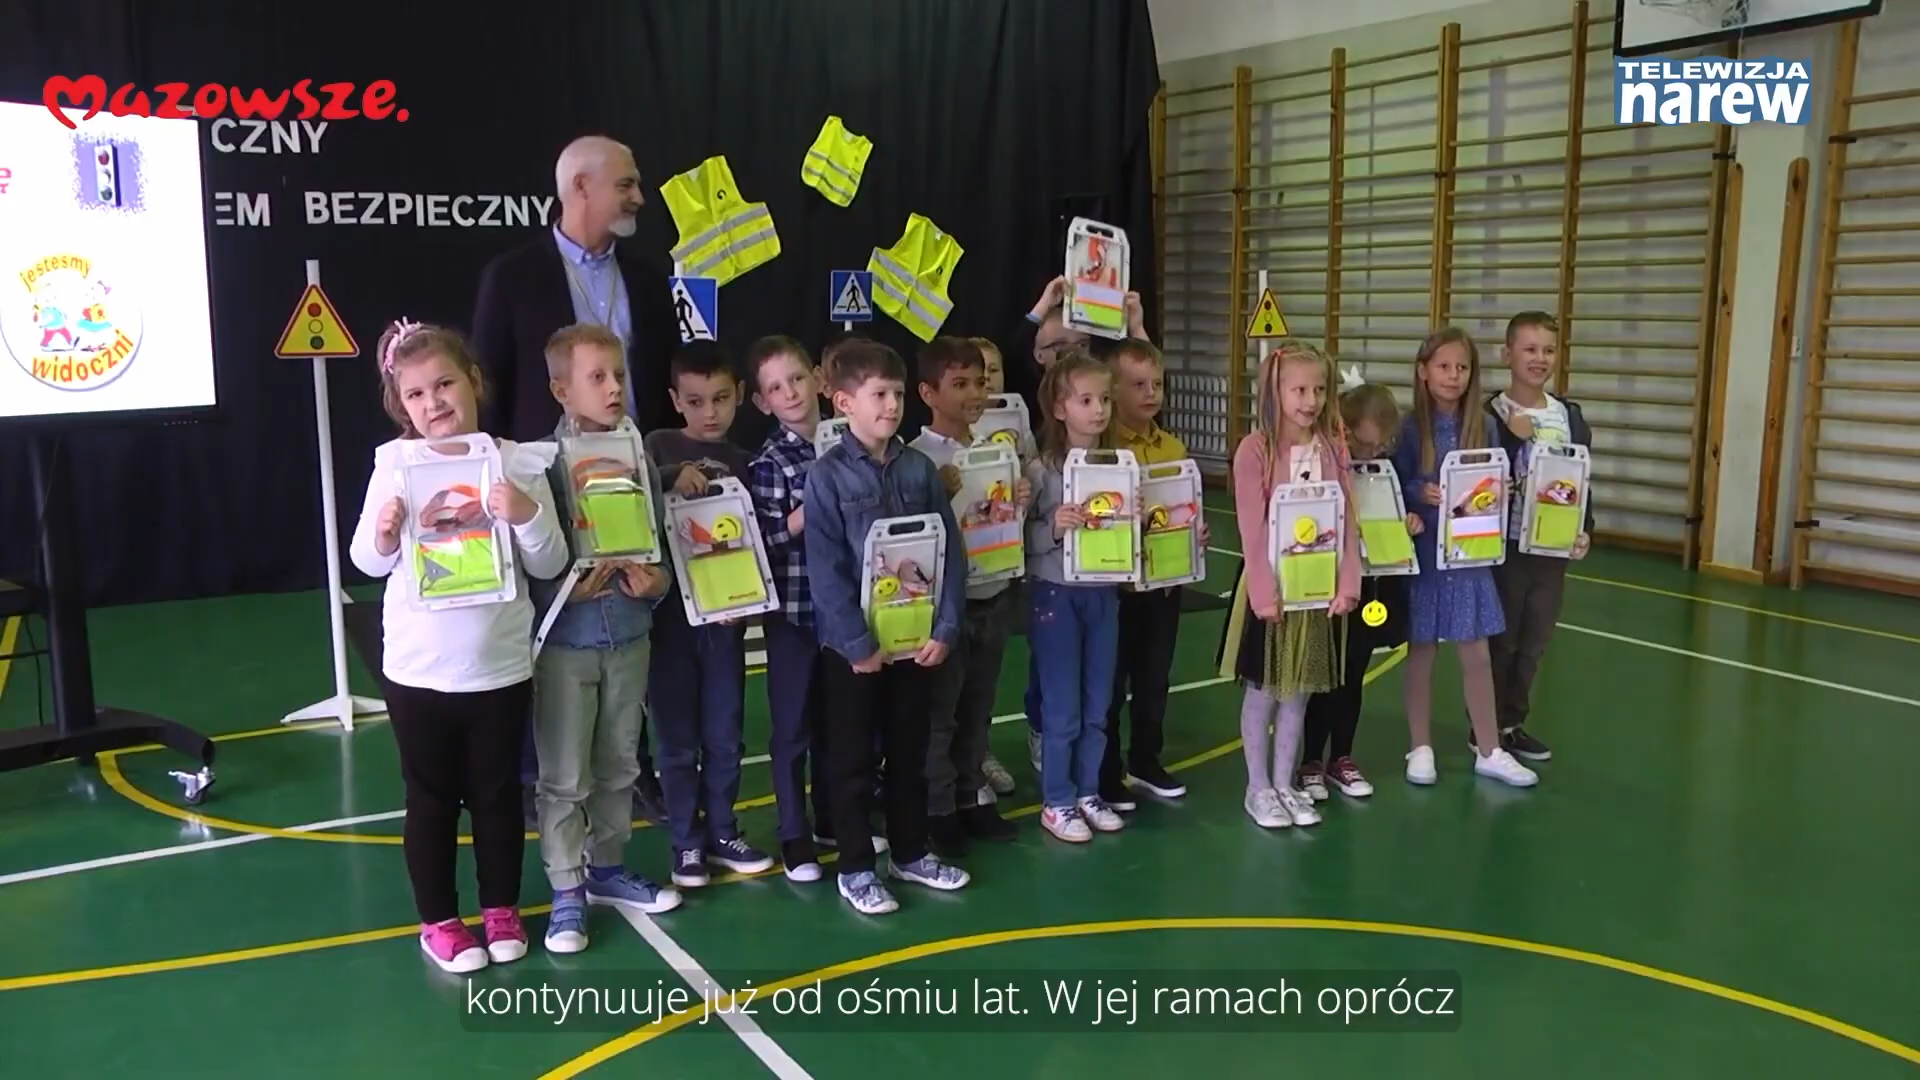 Mazowsze.
TELEWIZJA
narew
CZNY
EM BEZPIECZNY
jesteśmy
widoczni
kontynuuje już od ośmiu lat. W jej ramach oprócz